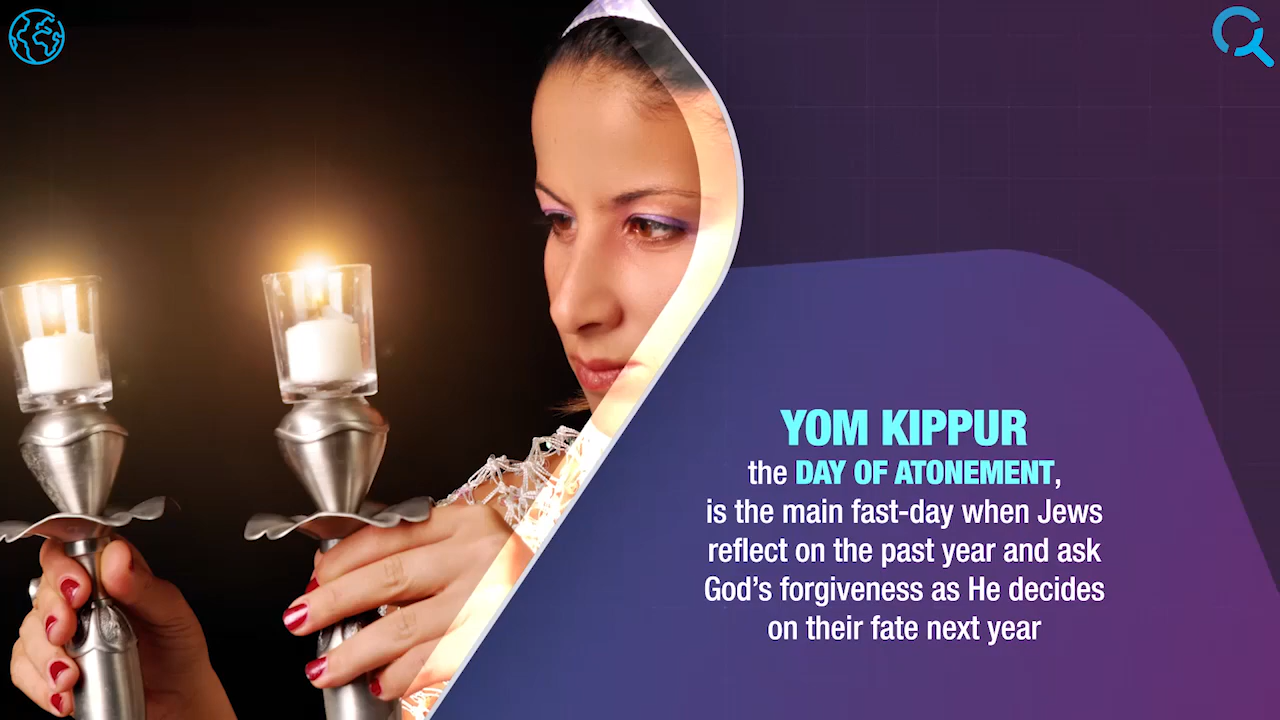 YOM KIPPUR
the DAY OF ATONEMENT,
is the main fast-day when Jews
reflect on the past year and ask
God's forgiveness as He decides
on their fate next year